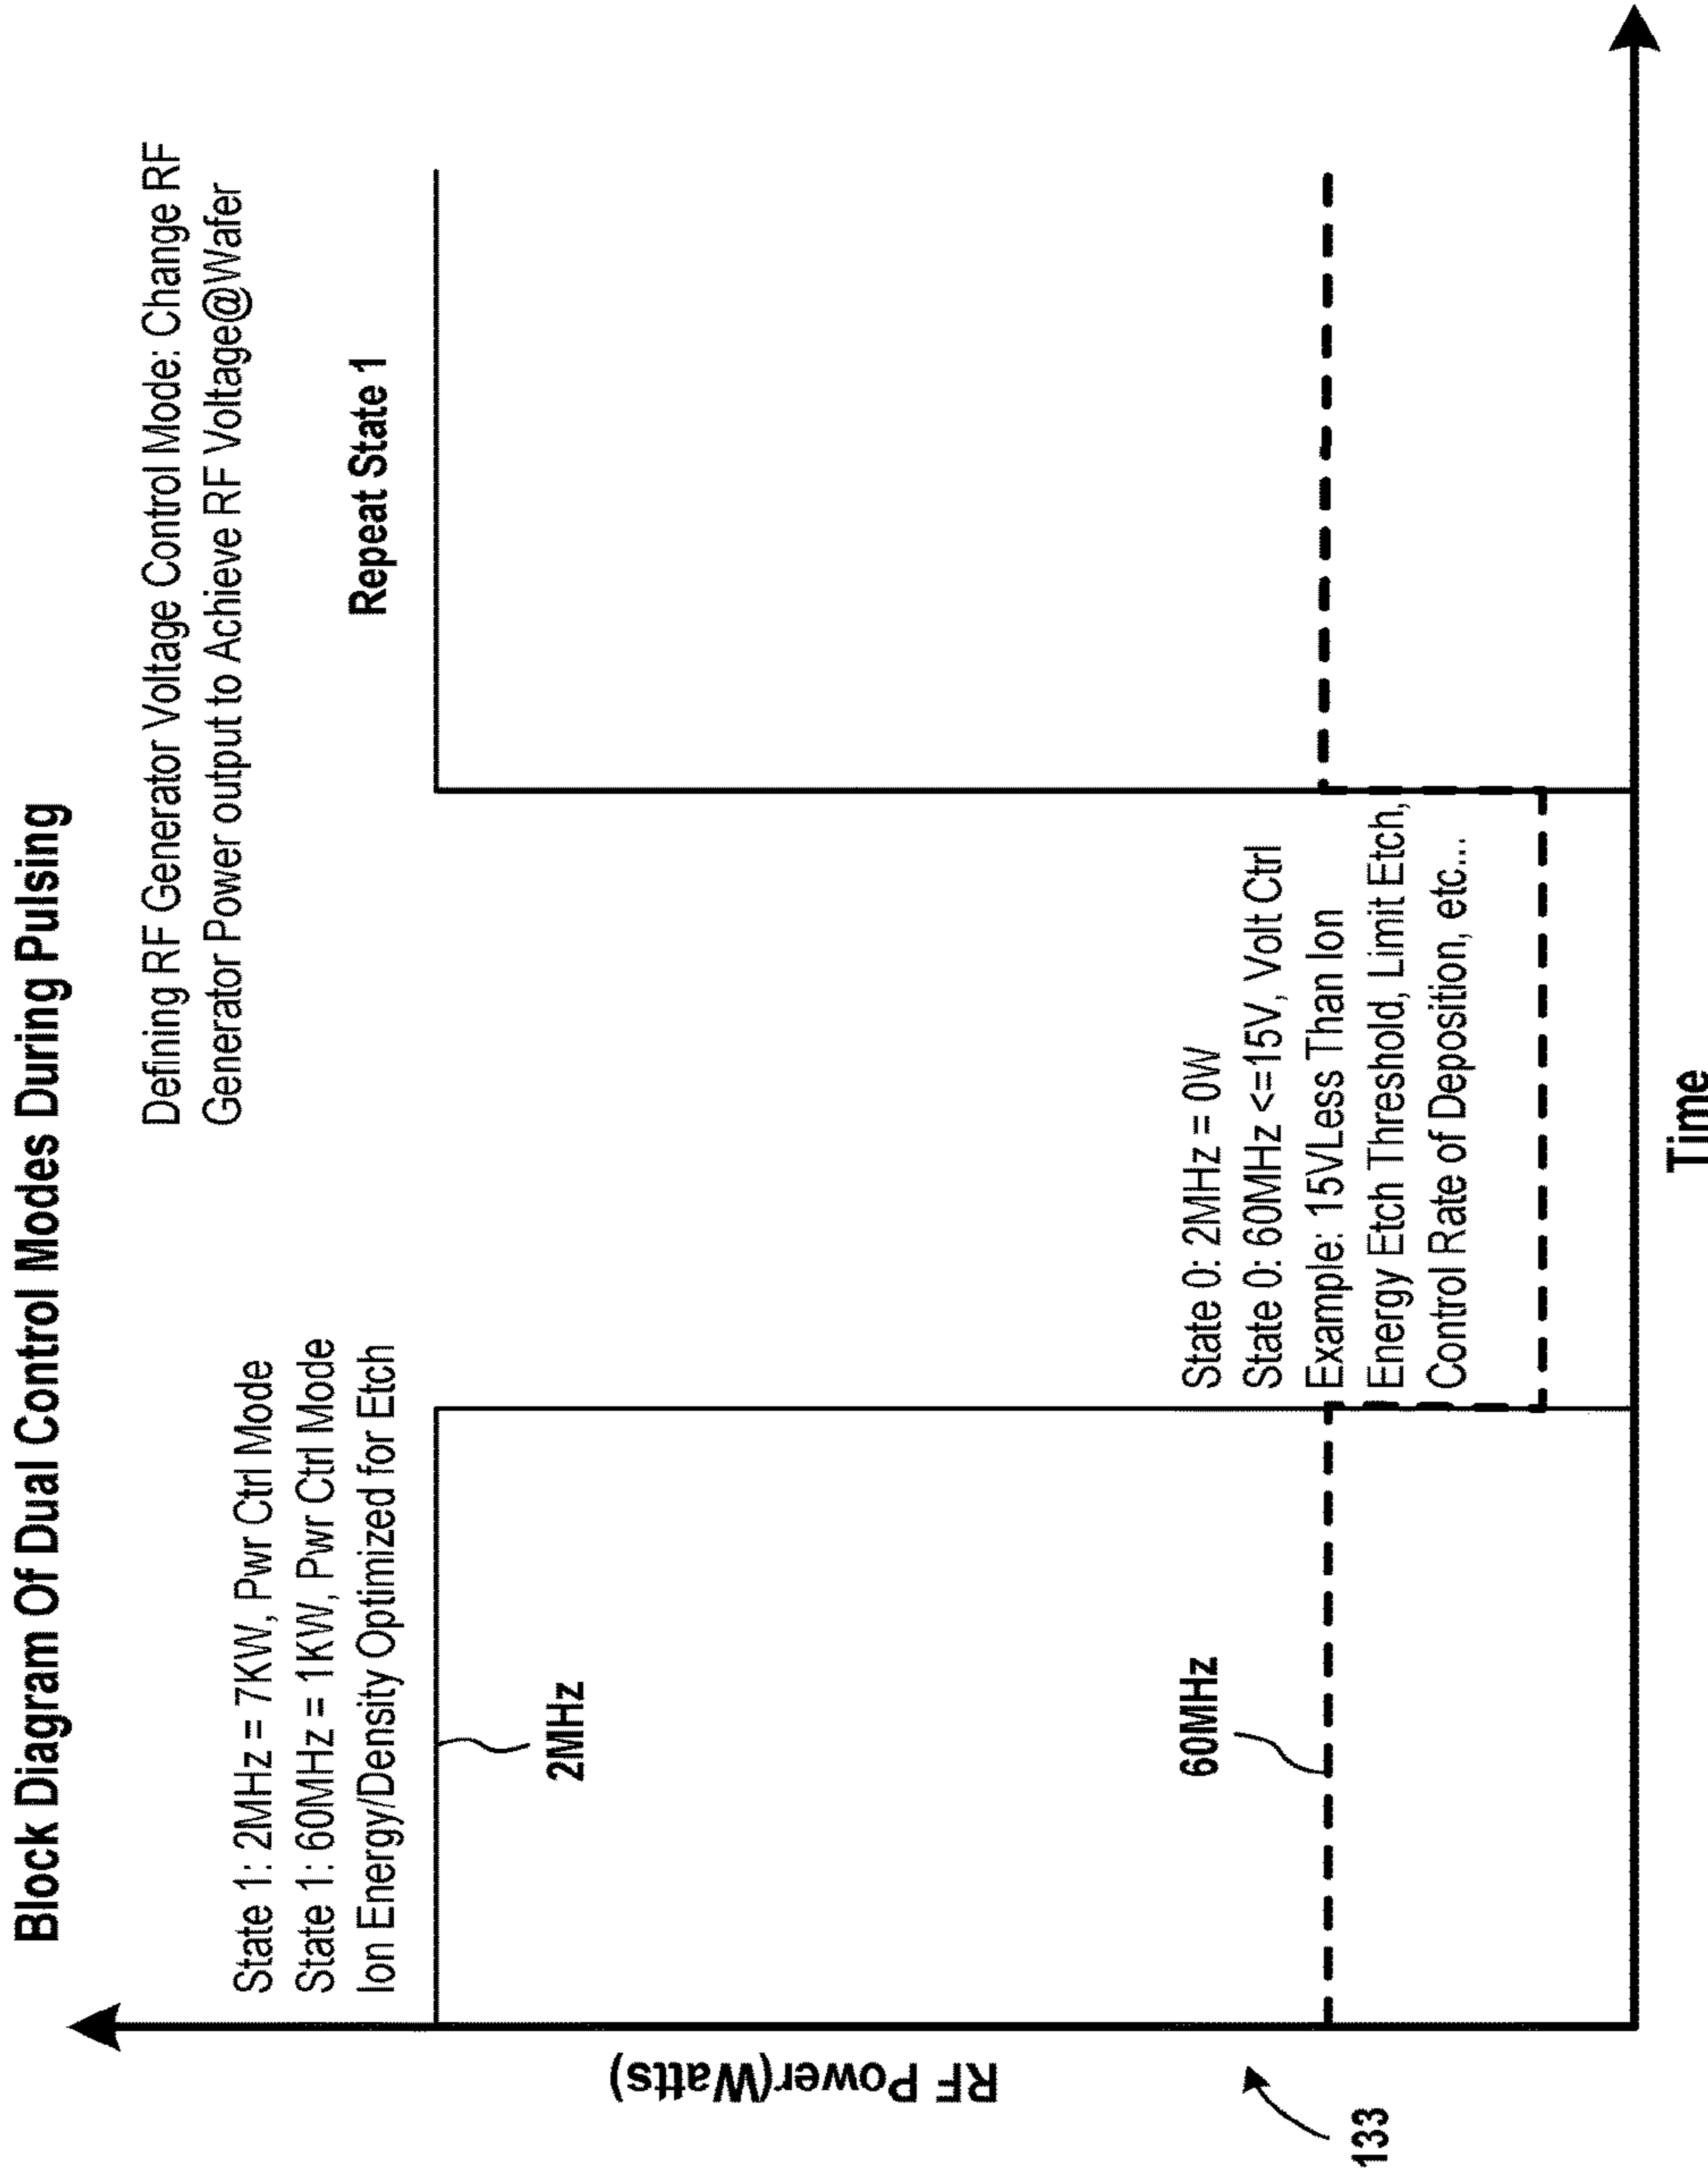 Block Diagram Of Dual Control Modes During Pulsing
Defining RF Generator Voltage Control Mode: Change RF
Generator Power output to Achieve RF Voltage@Wafer
State 1: 2MHz = 7KW, Pwr Ctrl Mode
State 1: 60MHz = 1KW, Pwr Ctrl Mode
Ion Energy/Density Optimized for Etch
Repeat State 1
2MHz
60MHz
State 0: 2MHz = 0W
State 0: 60MHz <=15V, Volt Ctrl
Example: 15VLess Than Ion
Energy Etch Threshold, Limit Etch,
Control Rate of Deposition, etc...
RF Power(Watts)
Time
133